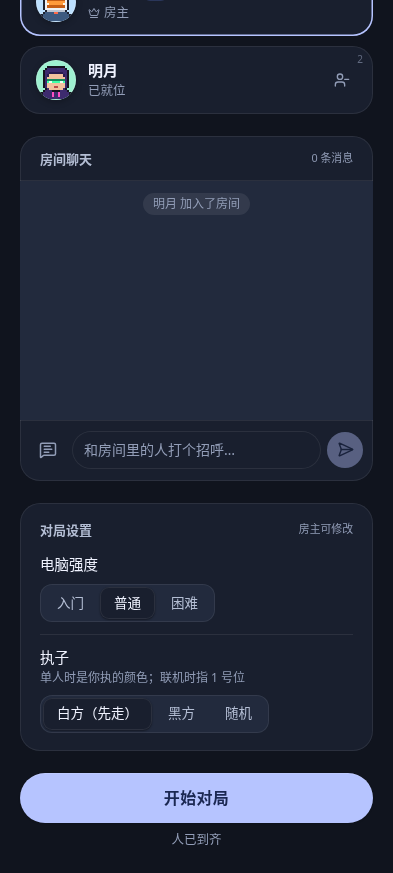 房主
明月
2
已就位
房间聊天
0 条消息
明月 加入了房间
和房间里的人打个招呼...
对局设置
房主可修改
电脑强度
入门
普通
困难
执子
单人时是你执的颜色；联机时指 1 号位
白方（先走）
黑方
随机
开始对局
人已到齐